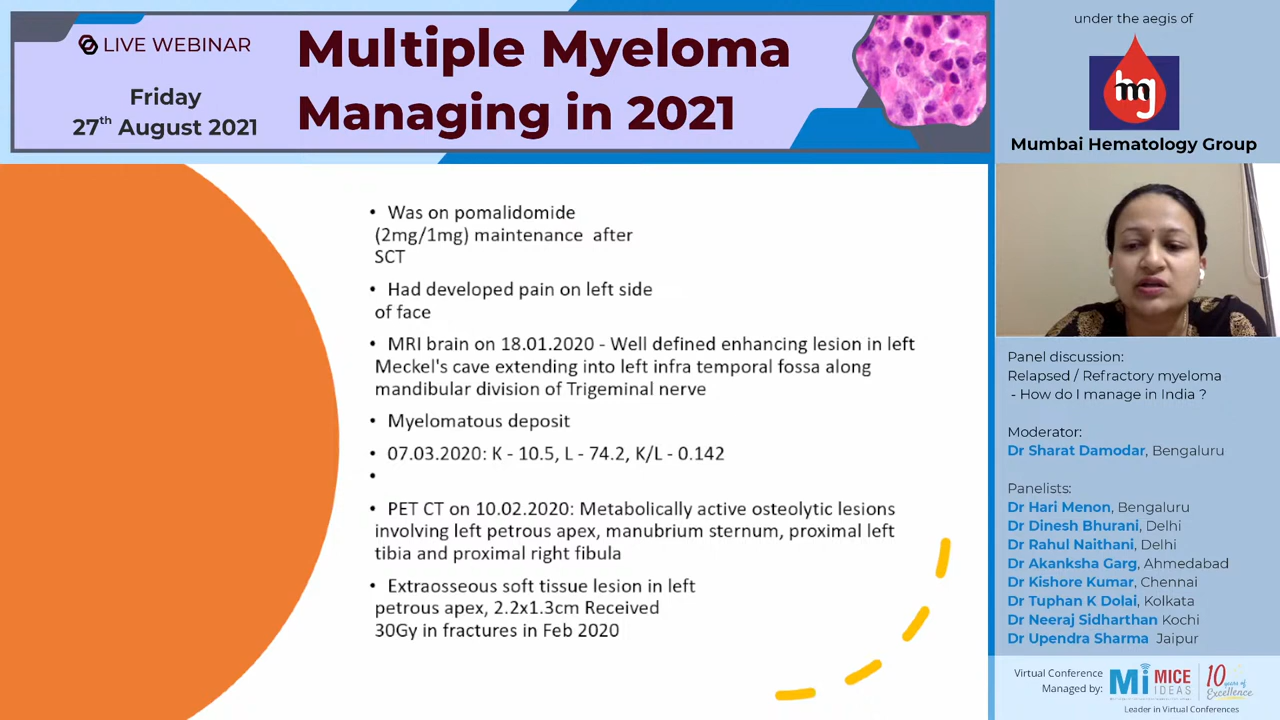 LIVE WEBINAR
Friday
27th August 2021
Multiple Myeloma
Managing in 2021
under the aegis of
hmg
Mumbai Hematology Group
• Was on pomalidomide
(2mg/1mg) maintenance after
SCT
• Had developed pain on left side
of face
• MRI brain on 18.01.2020 - Well defined enhancing lesion in left
Meckel's cave extending into left infra temporal fossa along
mandibular division of Trigeminal nerve
• Myelomatous deposit
• 07.03.2020: K - 10.5, L - 74.2, K/L - 0.142
•
• PET CT on 10.02.2020: Metabolically active osteolytic lesions
involving left petrous apex, manubrium sternum, proximal left
tibia and proximal right fibula
• Extraosseous soft tissue lesion in left
petrous apex, 2.2x1.3cm Received
30Gy in fractures in Feb 2020
Panel discussion:
Relapsed / Refractory myeloma
- How do I manage in India ?
Moderator:
Dr Sharat Damodar, Bengaluru
Panelists:
Dr Hari Menon, Bengaluru
Dr Dinesh Bhurani, Delhi
Dr Rahul Naithani, Delhi
Dr Akanksha Garg, Ahmedabad
Dr Kishore Kumar, Chennai
Dr Tuphan K Dolai, Kolkata
Dr Neeraj Sidharthan Kochi
Dr Upendra Sharma Jaipur
Virtual Conference
Managed by:
Mi MICE
IDEAS
10 years of
Excellence
Leader in Virtual Conferences